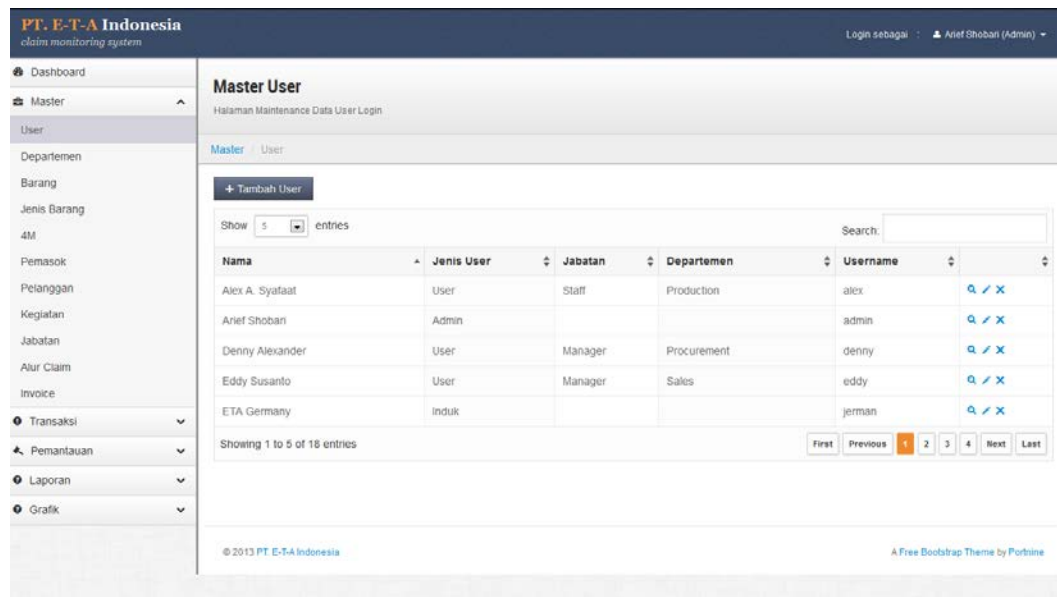 PT. E-T-A Indonesia
claim monitoring system
Login sebagai : Arief Shobari (Admin)
Dashboard
Master
User
Departemen
Barang
Jenis Barang
4M
Pemasok
Pelanggan
Kegiatan
Jabatan
Alur Claim
Invoice
Transaksi
Pemantauan
Laporan
Grafik
Master User
Halaman Maintenance Data User Login
Master / User
+ Tambah User
Show 5 entries Search:
Nama Jenis User Jabatan Departemen Username
Alex A. Syafaat User Staff Production alex
Arief Shobari Admin admin
Denny Alexander User Manager Procurement denny
Eddy Susanto User Manager Sales eddy
ETA Germany Induk jerman
Showing 1 to 5 of 18 entries First Previous 1 2 3 4 Next Last
© 2013 PT. E-T-A Indonesia A Free Bootstrap Theme by Portnine